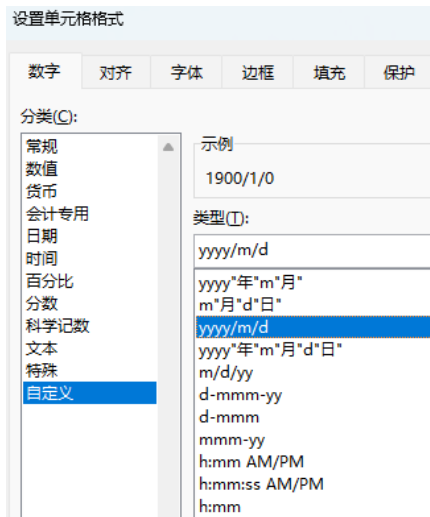 设置单元格格式
数字 对齐 字体 边框 填充 保护
分类(C):
常规
数值
货币
会计专用
日期
时间
百分比
分数
科学记数
文本
特殊
自定义
示例
1900/1/0
类型(T):
yyyy/m/d
yyyy"年"m"月"
m"月"d"日"
yyyy/m/d
yyyy"年"m"月"d"日"
m/d/yy
d-mmm-yy
d-mmm
mmm-yy
h:mm AM/PM
h:mm:ss AM/PM
h:mm